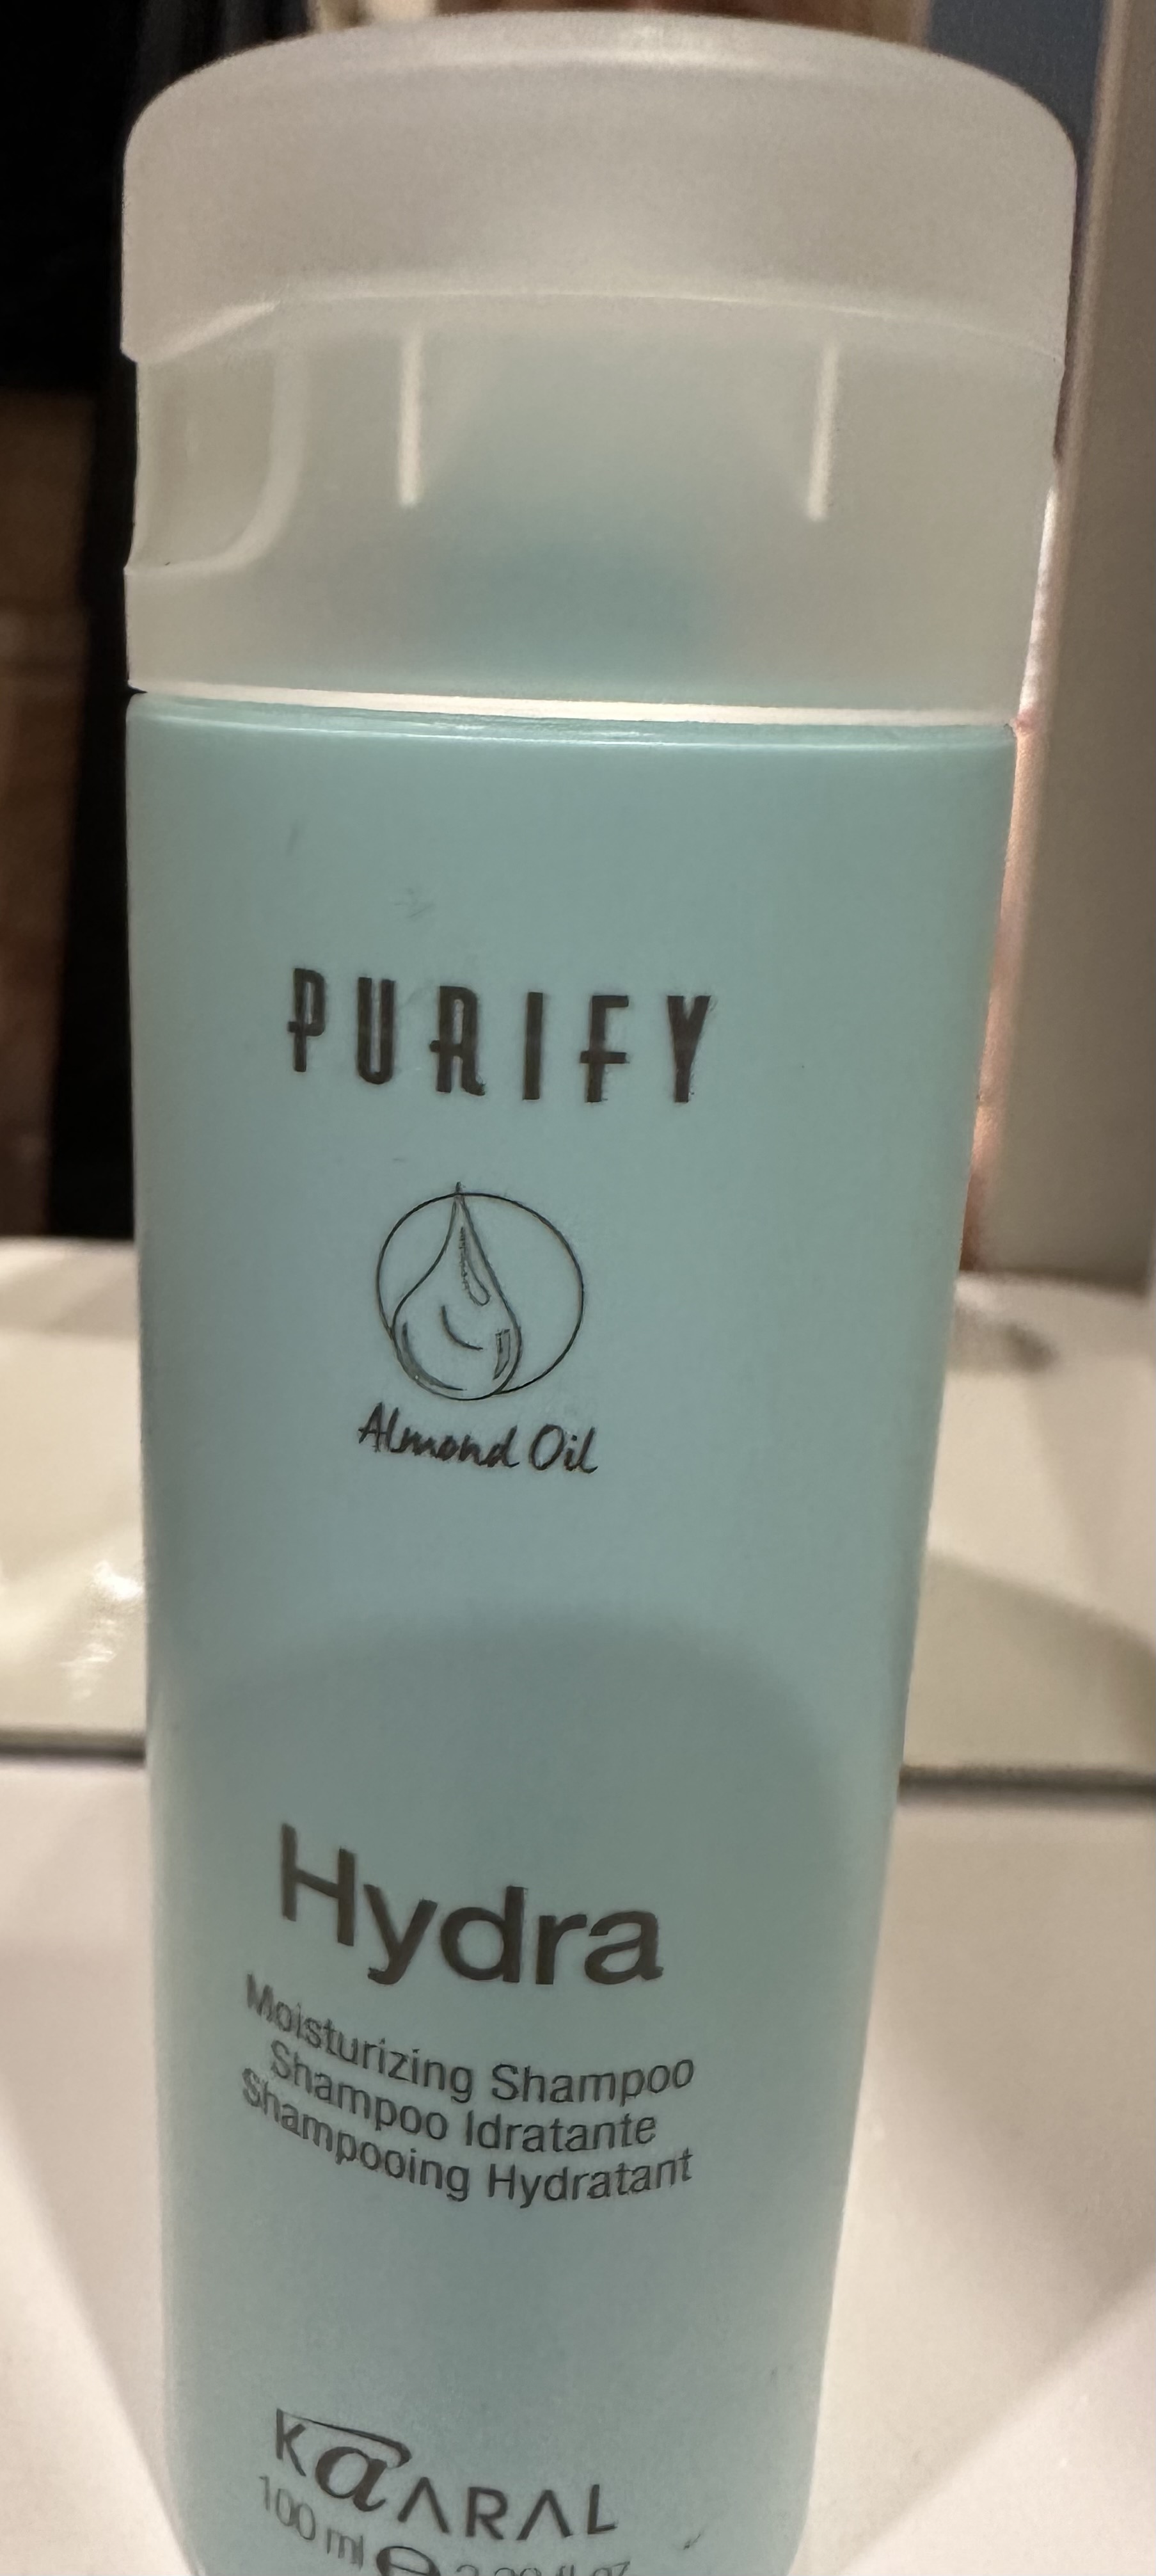 PURIFY
Almond Oil
Hydra
Moisturizing Shampoo
Shampoo Idratante
Shampooing Hydratant
KaARAL
100 ml ℮